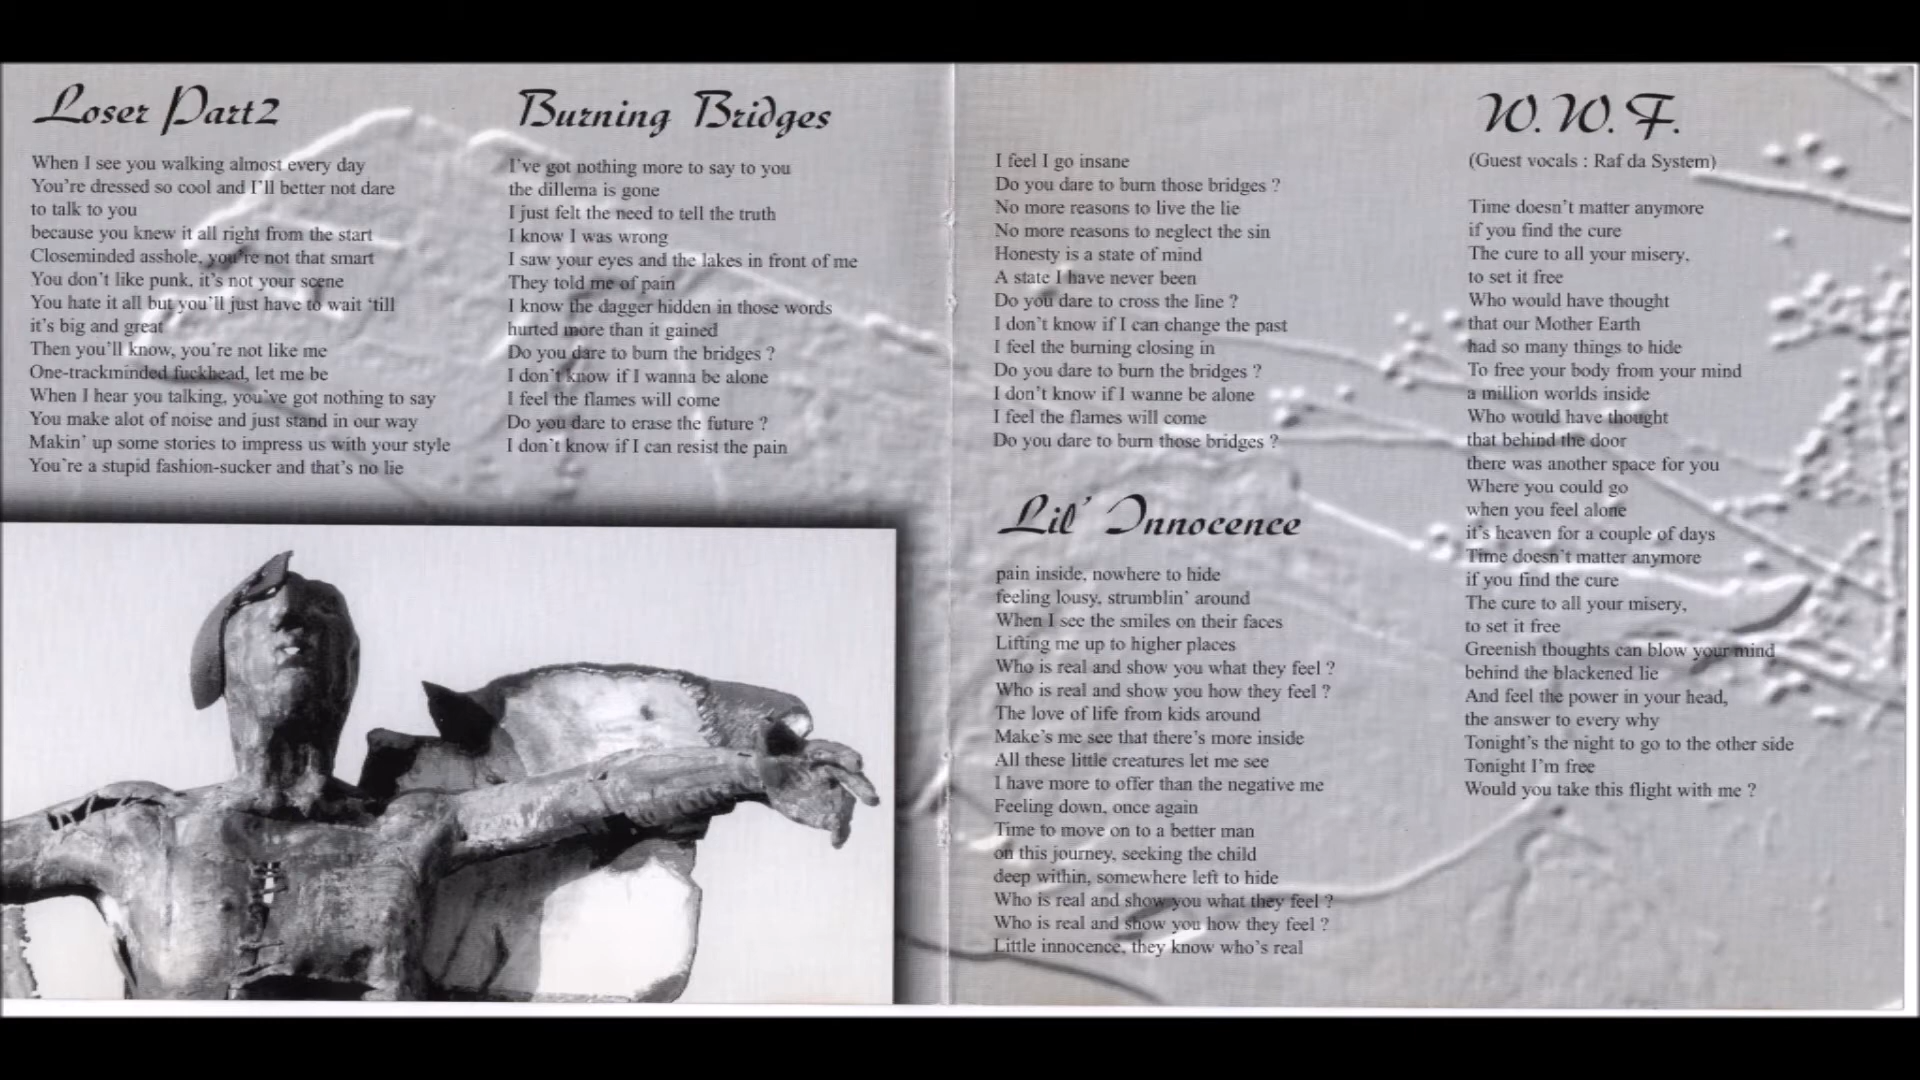 Loser Part2
When I see you walking almost every day
You're dressed so cool and I'll better not dare
to talk to you
because you knew it all right from the start
Closeminded asshole, you're not that smart
You don't like punk, it's not your scene
You hate it all but you'll just have to wait 'till
it's big and great
Then you'll know, you're not like me
One-trackminded fuckhead, let me be
When I hear you talking, you've got nothing to say
You make alot of noise and just stand in our way
Makin' up some stories to impress us with your style
You're a stupid fashion-sucker and that's no lie
Burning Bridges
I've got nothing more to say to you
the dillema is gone
I just felt the need to tell the truth
I know I was wrong
I saw your eyes and the lakes in front of me
They told me of pain
I know the dagger hidden in those words
hurted more than it gained
Do you dare to burn the bridges ?
I don't know if I wanna be alone
I feel the flames will come
Do you dare to erase the future ?
I don't know if I can resist the pain
I feel I go insane
Do you dare to burn those bridges ?
No more reasons to live the lie
No more reasons to neglect the sin
Honesty is a state of mind
A state I have never been
Do you dare to cross the line ?
I don't know if I can change the past
I feel the burning closing in
Do you dare to burn the bridges ?
I don't know if I wanne be alone
I feel the flames will come
Do you dare to burn those bridges ?
Lil' Innocence
pain inside, nowhere to hide
feeling lousy, strumblin' around
When I see the smiles on their faces
Lifting me up to higher places
Who is real and show you what they feel ?
Who is real and show you how they feel ?
The love of life from kids around
Make's me see that there's more inside
All these little creatures let me see
I have more to offer than the negative me
Feeling down, once again
Time to move on to a better man
on this journey, seeking the child
deep within, somewhere left to hide
Who is real and show you what they feel ?
Who is real and show you how they feel ?
Little innocence, they know who's real
W. W. F.
(Guest vocals : Raf da System)
Time doesn't matter anymore
if you find the cure
The cure to all your misery,
to set it free
Who would have thought
that our Mother Earth
had so many things to hide
To free your body from your mind
a million worlds inside
Who would have thought
that behind the door
there was another space for you
Where you could go
when you feel alone
it's heaven for a couple of days
Time doesn't matter anymore
if you find the cure
The cure to all your misery,
to set it free
Greenish thoughts can blow your mind
behind the blackened lie
And feel the power in your head,
the answer to every why
Tonight's the night to go to the other side
Tonight I'm free
Would you take this flight with me ?